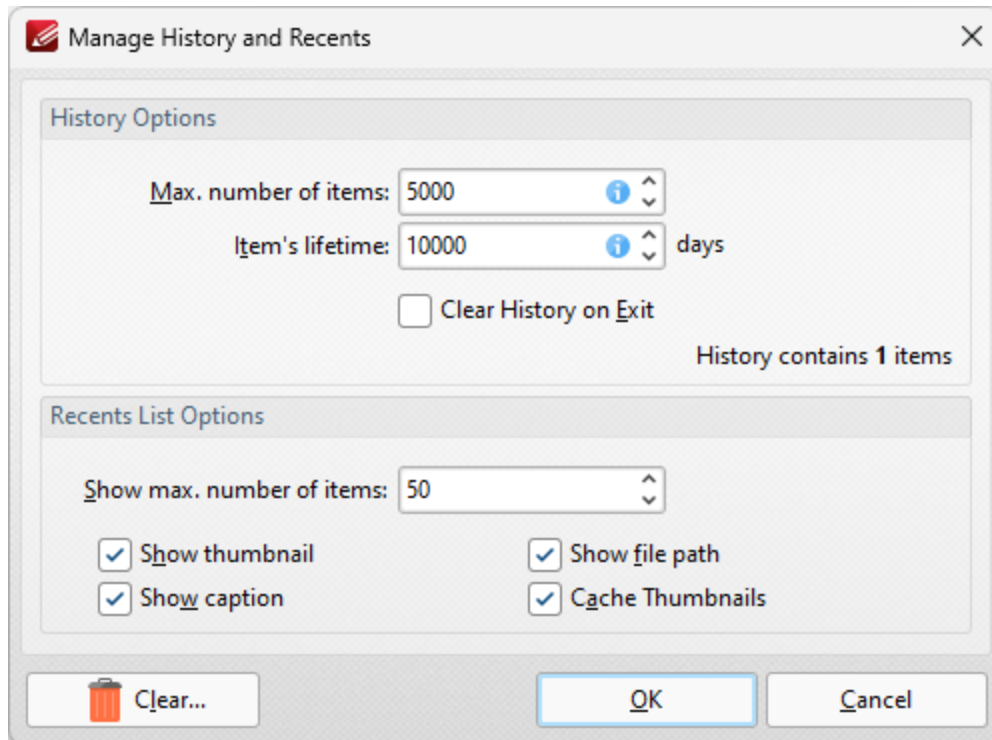 Manage History and Recents
History Options
Max. number of items: 5000
Item's lifetime: 10000 days
Clear History on Exit
History contains 1 items
Recents List Options
Show max. number of items: 50
Show thumbnail Show file path
Show caption Cache Thumbnails
Clear... OK Cancel